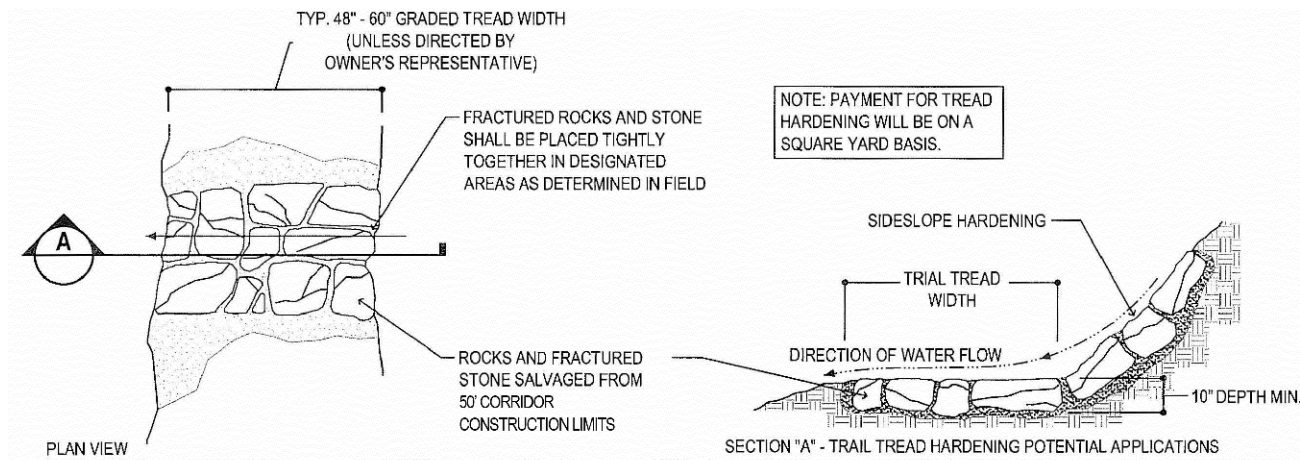 TYP. 48" - 60" GRADED TREAD WIDTH
(UNLESS DIRECTED BY
OWNER'S REPRESENTATIVE)
FRACTURED ROCKS AND STONE
SHALL BE PLACED TIGHTLY
TOGETHER IN DESIGNATED
AREAS AS DETERMINED IN FIELD
NOTE: PAYMENT FOR TREAD
HARDENING WILL BE ON A
SQUARE YARD BASIS.
A
SIDESLOPE HARDENING
TRIAL TREAD
WIDTH
DIRECTION OF WATER FLOW
ROCKS AND FRACTURED
STONE SALVAGED FROM
50' CORRIDOR
CONSTRUCTION LIMITS
10" DEPTH MIN.
PLAN VIEW
SECTION "A" - TRAIL TREAD HARDENING POTENTIAL APPLICATIONS